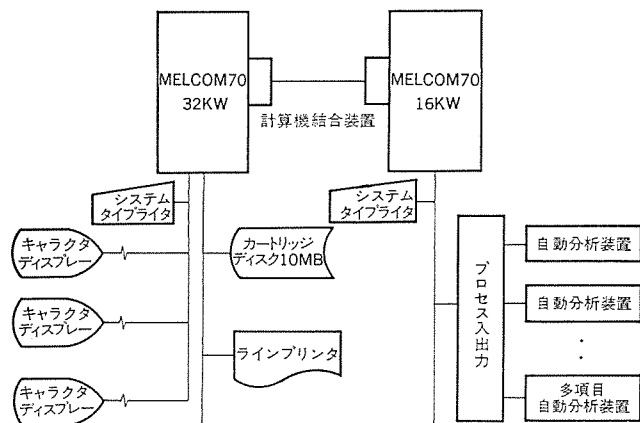 MELCOM70
32KW
MELCOM70
16KW
計算機結合装置
システム
タイプライタ
システム
タイプライタ
キャラクタ
ディスプレー
カートリッジ
ディスク10MB
キャラクタ
ディスプレー
ラインプリンタ
キャラクタ
ディスプレー
プロセス入出力
自動分析装置
自動分析装置
多項目
自動分析装置